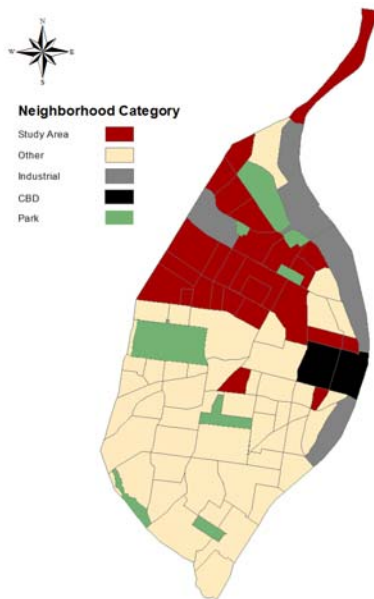 N
W
E
S
Neighborhood Category
Study Area
Other
Industrial
CBD
Park